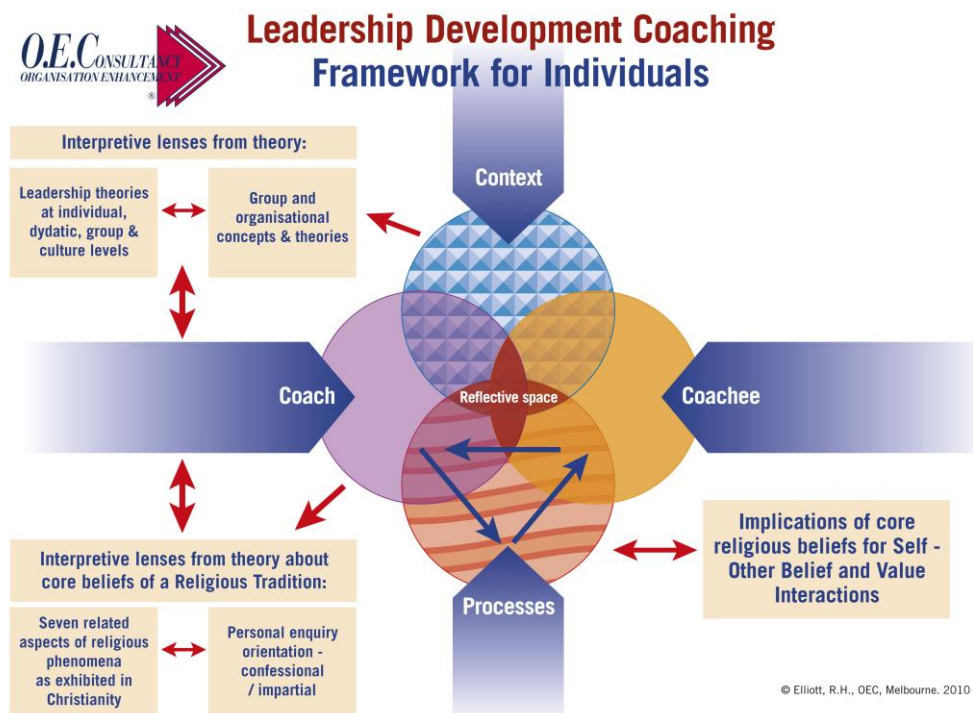 Leadership Development Coaching
Framework for Individuals
O.E.CONSULTANCY
ORGANISATION ENHANCEMENT
®
Interpretive lenses from theory:
Leadership theories
at individual,
dydatic, group &
culture levels
Group and
organisational
concepts & theories
Context
Coach
Reflective space
Coachee
Processes
Interpretive lenses from theory about
core beliefs of a Religious Tradition:
Seven related
aspects of religious
phenomena
as exhibited in
Christianity
Personal enquiry
orientation -
confessional
/ impartial
Implications of core
religious beliefs for Self -
Other Belief and Value
Interactions
© Elliott, R.H., OEC, Melbourne. 2010